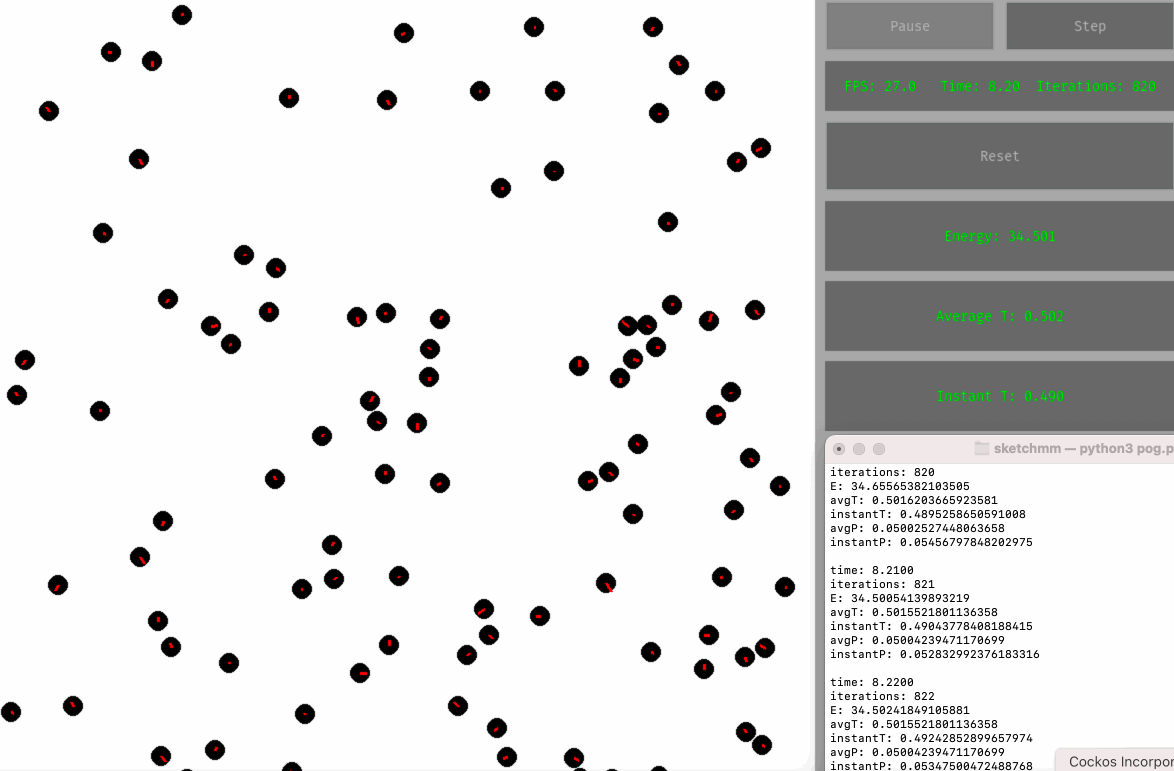 Pause
Step
FPS: 27.0 Time: 8.20 Iterations: 820
Reset
Energy: 34.501
Average T: 0.502
Instant T: 0.490
sketchmm — python3 pog.p
iterations: 820
E: 34.65565382103505
avgT: 0.5016203665923581
instantT: 0.4895258650591008
avgP: 0.05002527448063658
instantP: 0.05456797848202975
time: 8.2100
iterations: 821
E: 34.50054139893219
avgT: 0.5015521801136358
instantT: 0.49043778408188415
avgP: 0.05004239471170699
instantP: 0.052832992376183316
time: 8.2200
iterations: 822
E: 34.50241849105881
avgT: 0.5015521801136358
instantT: 0.49242852899657974
avgP: 0.05004239471170699
instantP: 0.05347500472488768
Cockos Incorpor